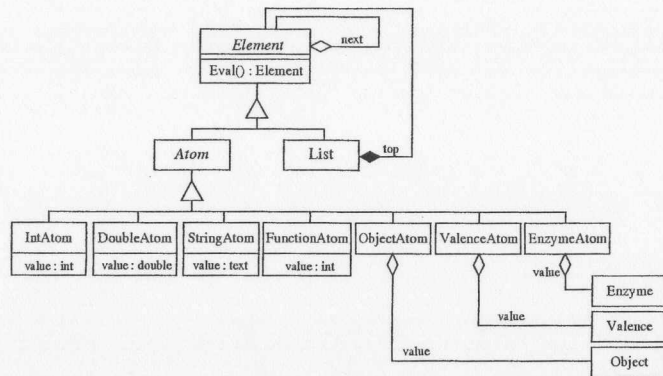 Element
next
Eval() : Element
Atom
List
top
IntAtom
DoubleAtom
StringAtom
FunctionAtom
ObjectAtom
ValenceAtom
EnzymeAtom
value : int
value : double
value : text
value : int
value
Enzyme
value
Valence
value
Object